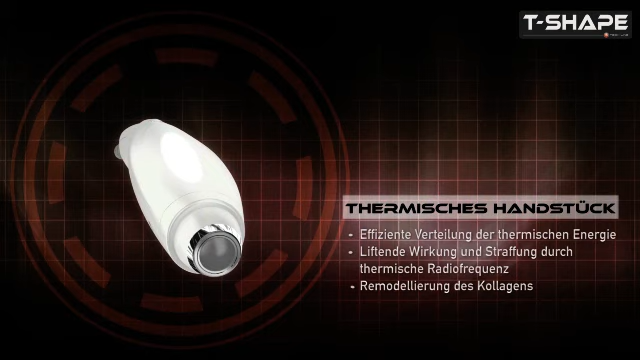 T-SHAPE
THERMISCHES HANDSTÜCK
- Effiziente Verteilung der thermischen Energie
- Liftende Wirkung und Straffung durch
thermische Radiofrequenz
- Remodellierung des Kollagens